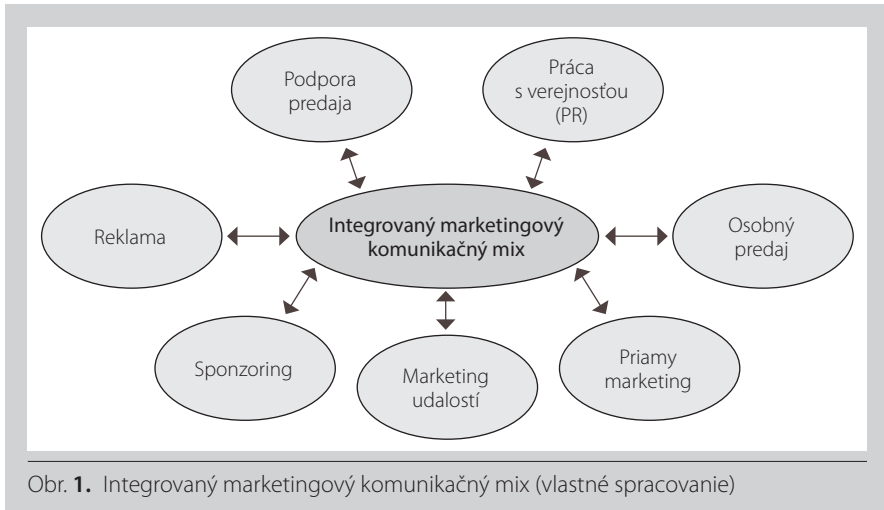 Podpora
predaja
Práca
s verejnosťou
(PR)
Reklama
Integrovaný marketingový
komunikačný mix
Osobný
predaj
Sponzoring
Marketing
udalostí
Priamy
marketing
Obr. 1. Integrovaný marketingový komunikačný mix (vlastné spracovanie)